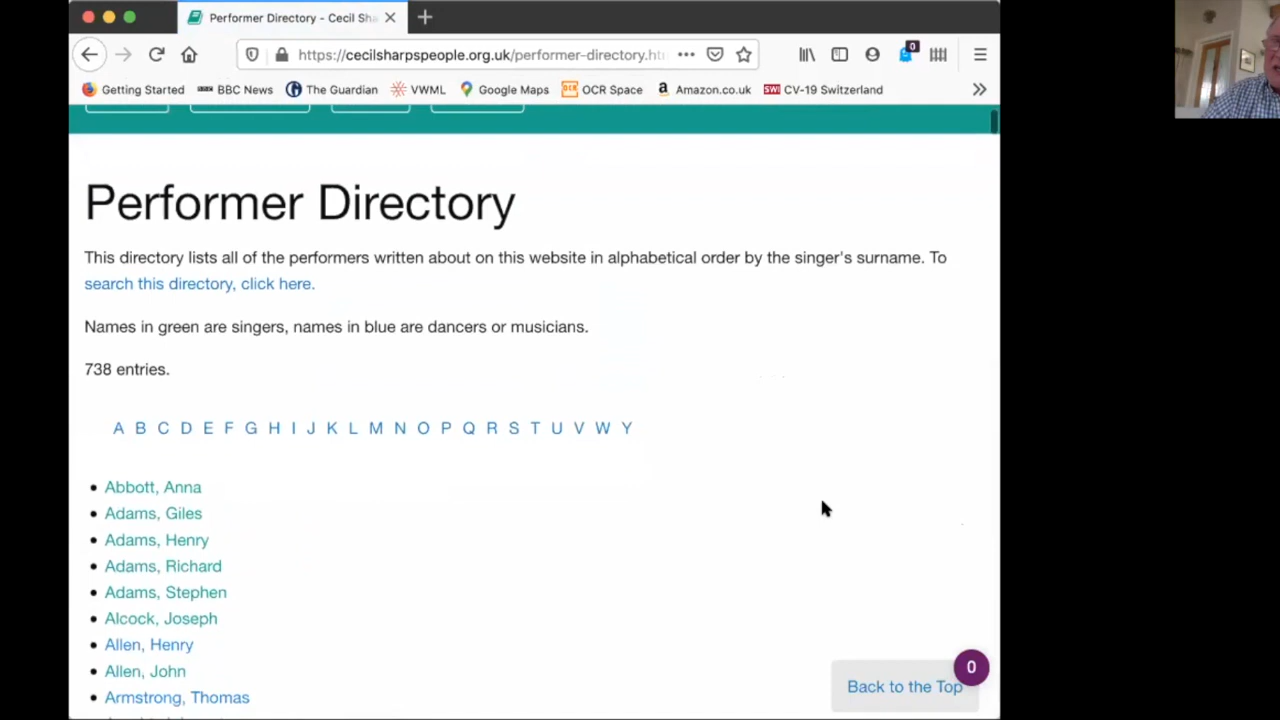 Performer Directory - Cecil Sha
https://cecilsharpspeople.org.uk/performer-directory.ht
0
Getting Started BBC News The Guardian VWML Google Maps OCR Space Amazon.co.uk CV-19 Switzerland
Performer Directory
This directory lists all of the performers written about on this website in alphabetical order by the singer's surname. To
search this directory, click here.
Names in green are singers, names in blue are dancers or musicians.
738 entries.
A B C D E F G H I J K L M N O P Q R S T U V W Y
Abbott, Anna
Adams, Giles
Adams, Henry
Adams, Richard
Adams, Stephen
Alcock, Joseph
Allen, Henry
Allen, John
Armstrong, Thomas
0
Back to the Top